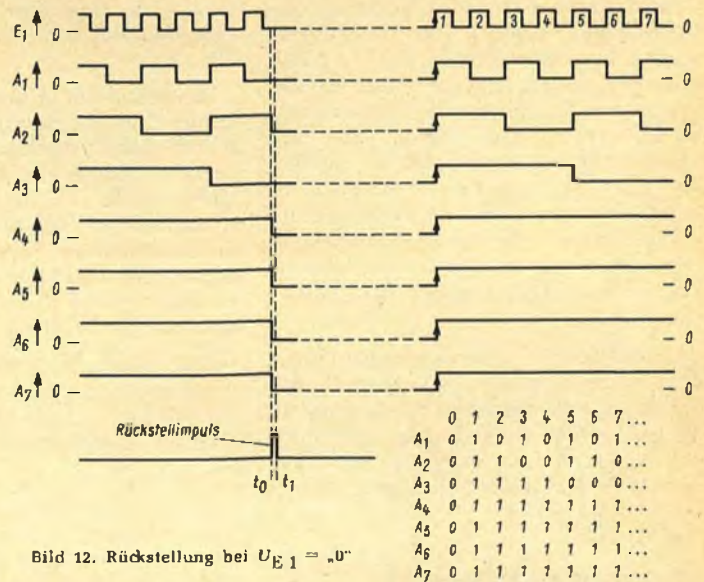 E1 0 1 2 3 4 5 6 7 0
A1 0 0
A2 0 0
A3 0 0
A4 0 0
A5 0 0
A6 0 0
A7 0 0
Rückstellimpuls
t0 t1
0 1 2 3 4 5 6 7...
A1 0 1 0 1 0 1 0 1...
A2 0 1 1 0 0 1 1 0...
A3 0 1 1 1 1 0 0 0...
A4 0 1 1 1 1 1 1 1...
A5 0 1 1 1 1 1 1 1...
A6 0 1 1 1 1 1 1 1...
A7 0 1 1 1 1 1 1 1...
Bild 12. Rückstellung bei UE 1 = „0“